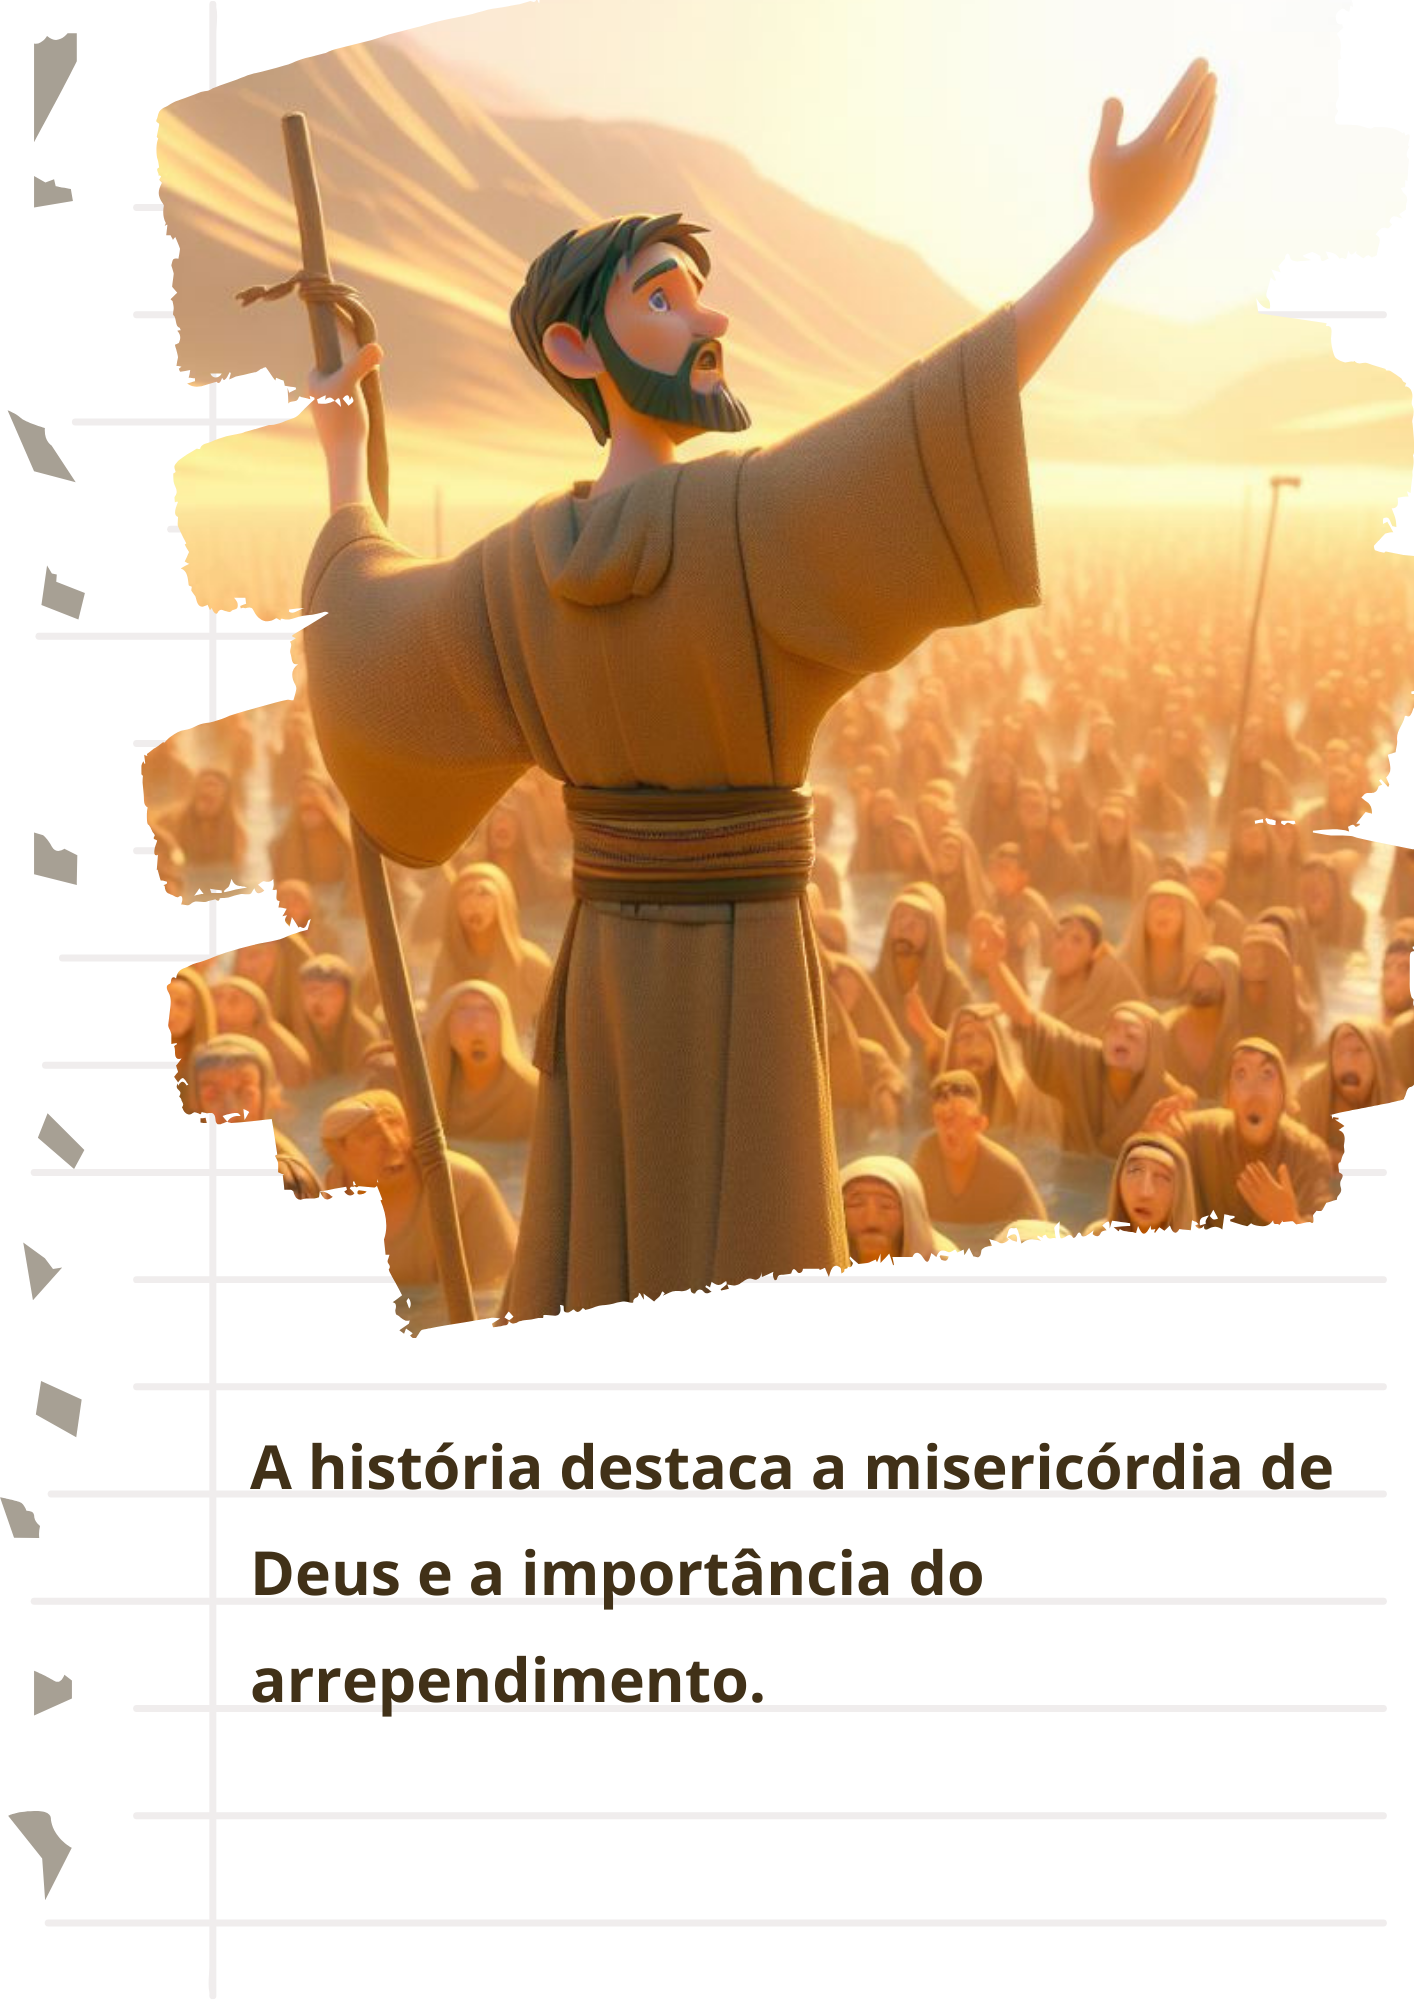 A história destaca a misericórdia de
Deus e a importância do
arrependimento.